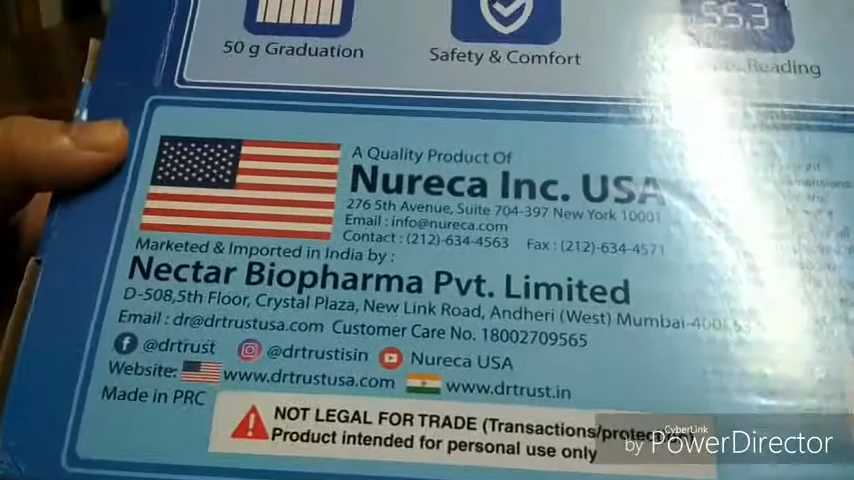 55.3
50 g Graduation
Safety & Comfort
Reading
A Quality Product Of
Nureca Inc. USA
276 5th Avenue, Suite 704-397 New York 10001
Email : info@nureca.com
Contact : (212)-634-4563 Fax : (212)-634-4571
Marketed & Imported in India by :
Nectar Biopharma Pvt. Limited
D-508,5th Floor, Crystal Plaza, New Link Road, Andheri (West) Mumbai
Email : dr@drtrustusa.com Customer Care No. 18002709565
@drtrust @drtrustisin Nureca USA
Website: www.drtrustusa.com www.drtrust.in
Made in PRC
NOT LEGAL FOR TRADE (Transactions/protection)
Product intended for personal use only
CyberLink
by PowerDirector